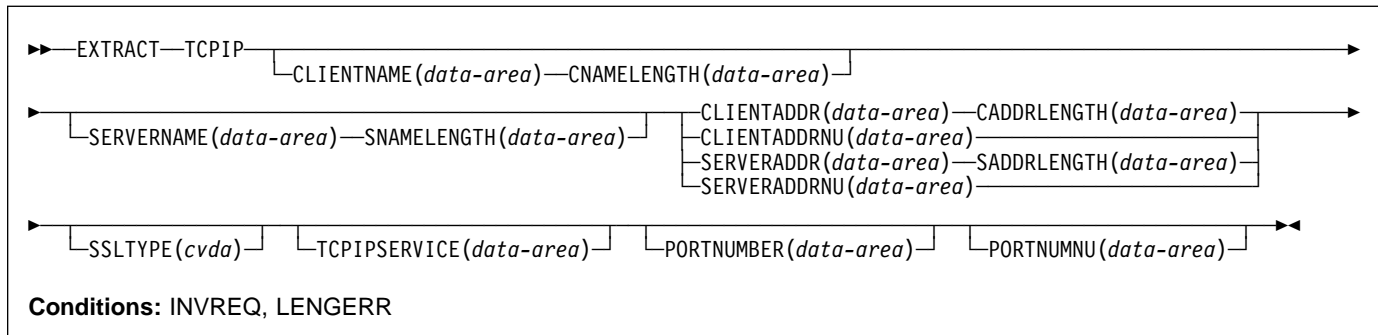 EXTRACT TCPIP
CLIENTNAME(data-area) CNAMELENGTH(data-area)
CLIENTADDR(data-area) CADDRLENGTH(data-area)
SERVERNAME(data-area) SNAMELENGTH(data-area)
CLIENTADDRNU(data-area)
SERVERADDR(data-area) SADDRLENGTH(data-area)
SERVERADDRNU(data-area)
SSLTYPE(cvda) TCPIPSERVICE(data-area) PORTNUMBER(data-area) PORTNUMNU(data-area)
Conditions: INVREQ, LENGERR